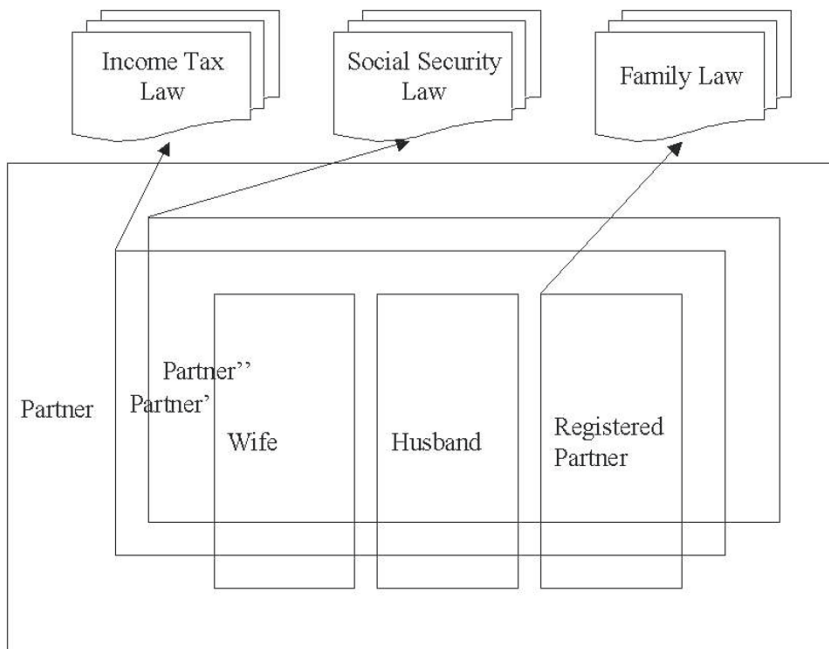 Income Tax
Law
Social Security
Law
Family Law
Partner’’
Partner’
Partner
Wife
Husband
Registered
Partner